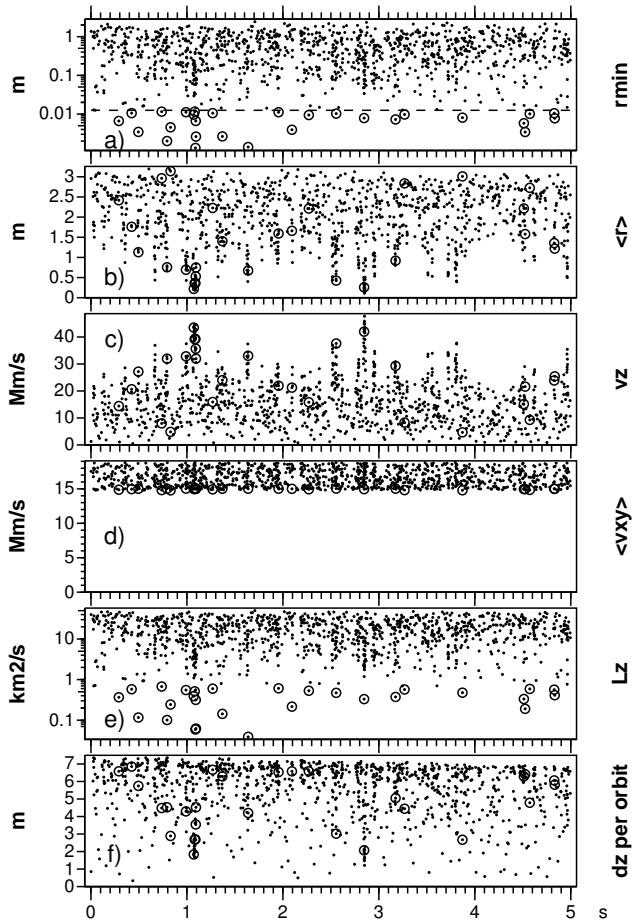 1
0.1
0.01
m
rmin
a)
3
2.5
2
1.5
1
0.5
0
m
<r>
b)
40
30
20
10
0
Mm/s
vz
c)
15
10
5
0
Mm/s
<vxy>
d)
10
1
0.1
km2/s
Lz
e)
7
6
5
4
3
2
1
0
m
dz per orbit
f)
0 1 2 3 4 5 s